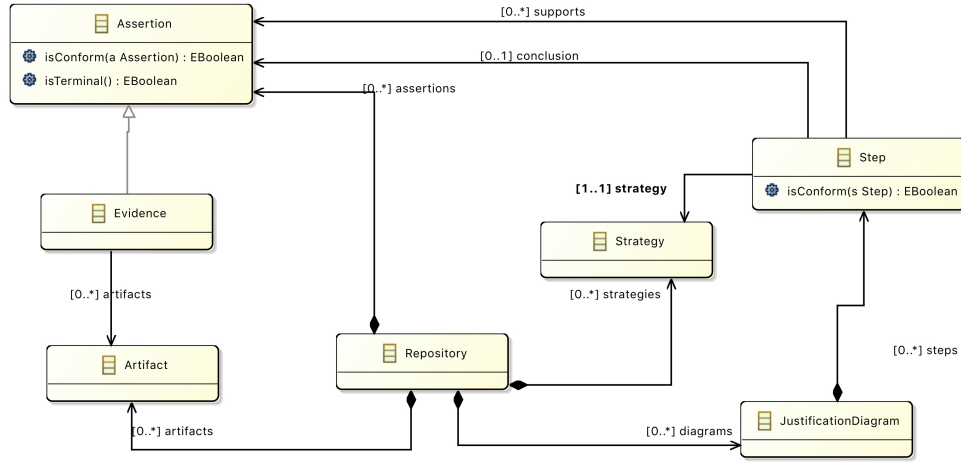 [0..*] supports
Assertion
isConform(a Assertion) : EBoolean
[0..1] conclusion
isTerminal() : EBoolean
[0..*] assertions
Step
[1..1] strategy
isConform(s Step) : EBoolean
Evidence
Strategy
[0..*] artifacts
[0..*] strategies
Repository
[0..*] steps
Artifact
JustificationDiagram
[0..*] artifacts
[0..*] diagrams